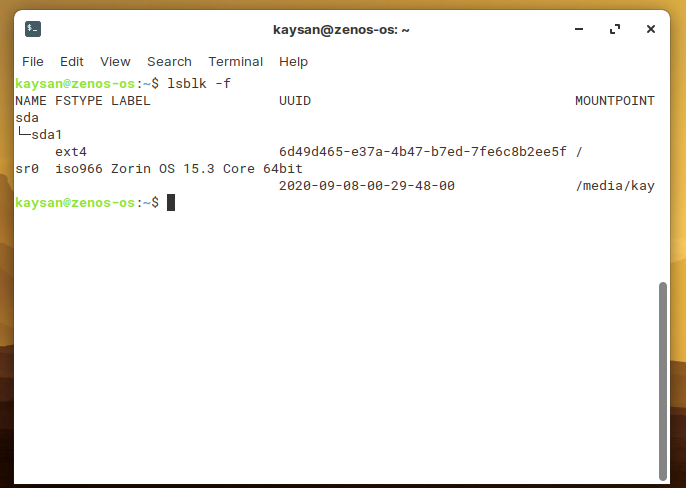 kaysan@zenos-os: ~
File Edit View Search Terminal Help
kaysan@zenos-os:~$ lsblk -f
NAME FSTYPE LABEL                UUID                                 MOUNTPOINT
sda
└─sda1
     ext4                        6d49d465-e37a-4b47-b7ed-7fe6c8b2ee5f /
sr0  iso966 Zorin OS 15.3 Core 64bit
                                 2020-09-08-00-29-48-00               /media/kay
kaysan@zenos-os:~$